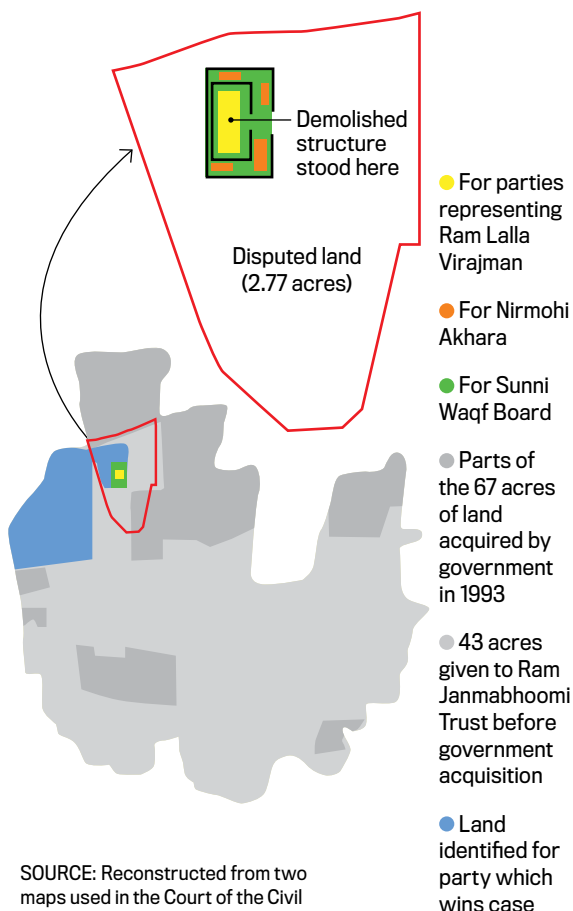 Demolished
structure
stood here
Disputed land
(2.77 acres)
For parties
representing
Ram Lalla
Virajman
For Nirmohi
Akhara
For Sunni
Waqf Board
Parts of
the 67 acres
of land
acquired by
government
in 1993
43 acres
given to Ram
Janmabhoomi
Trust before
government
acquisition
Land
identified for
party which
wins case
SOURCE: Reconstructed from two
maps used in the Court of the Civil